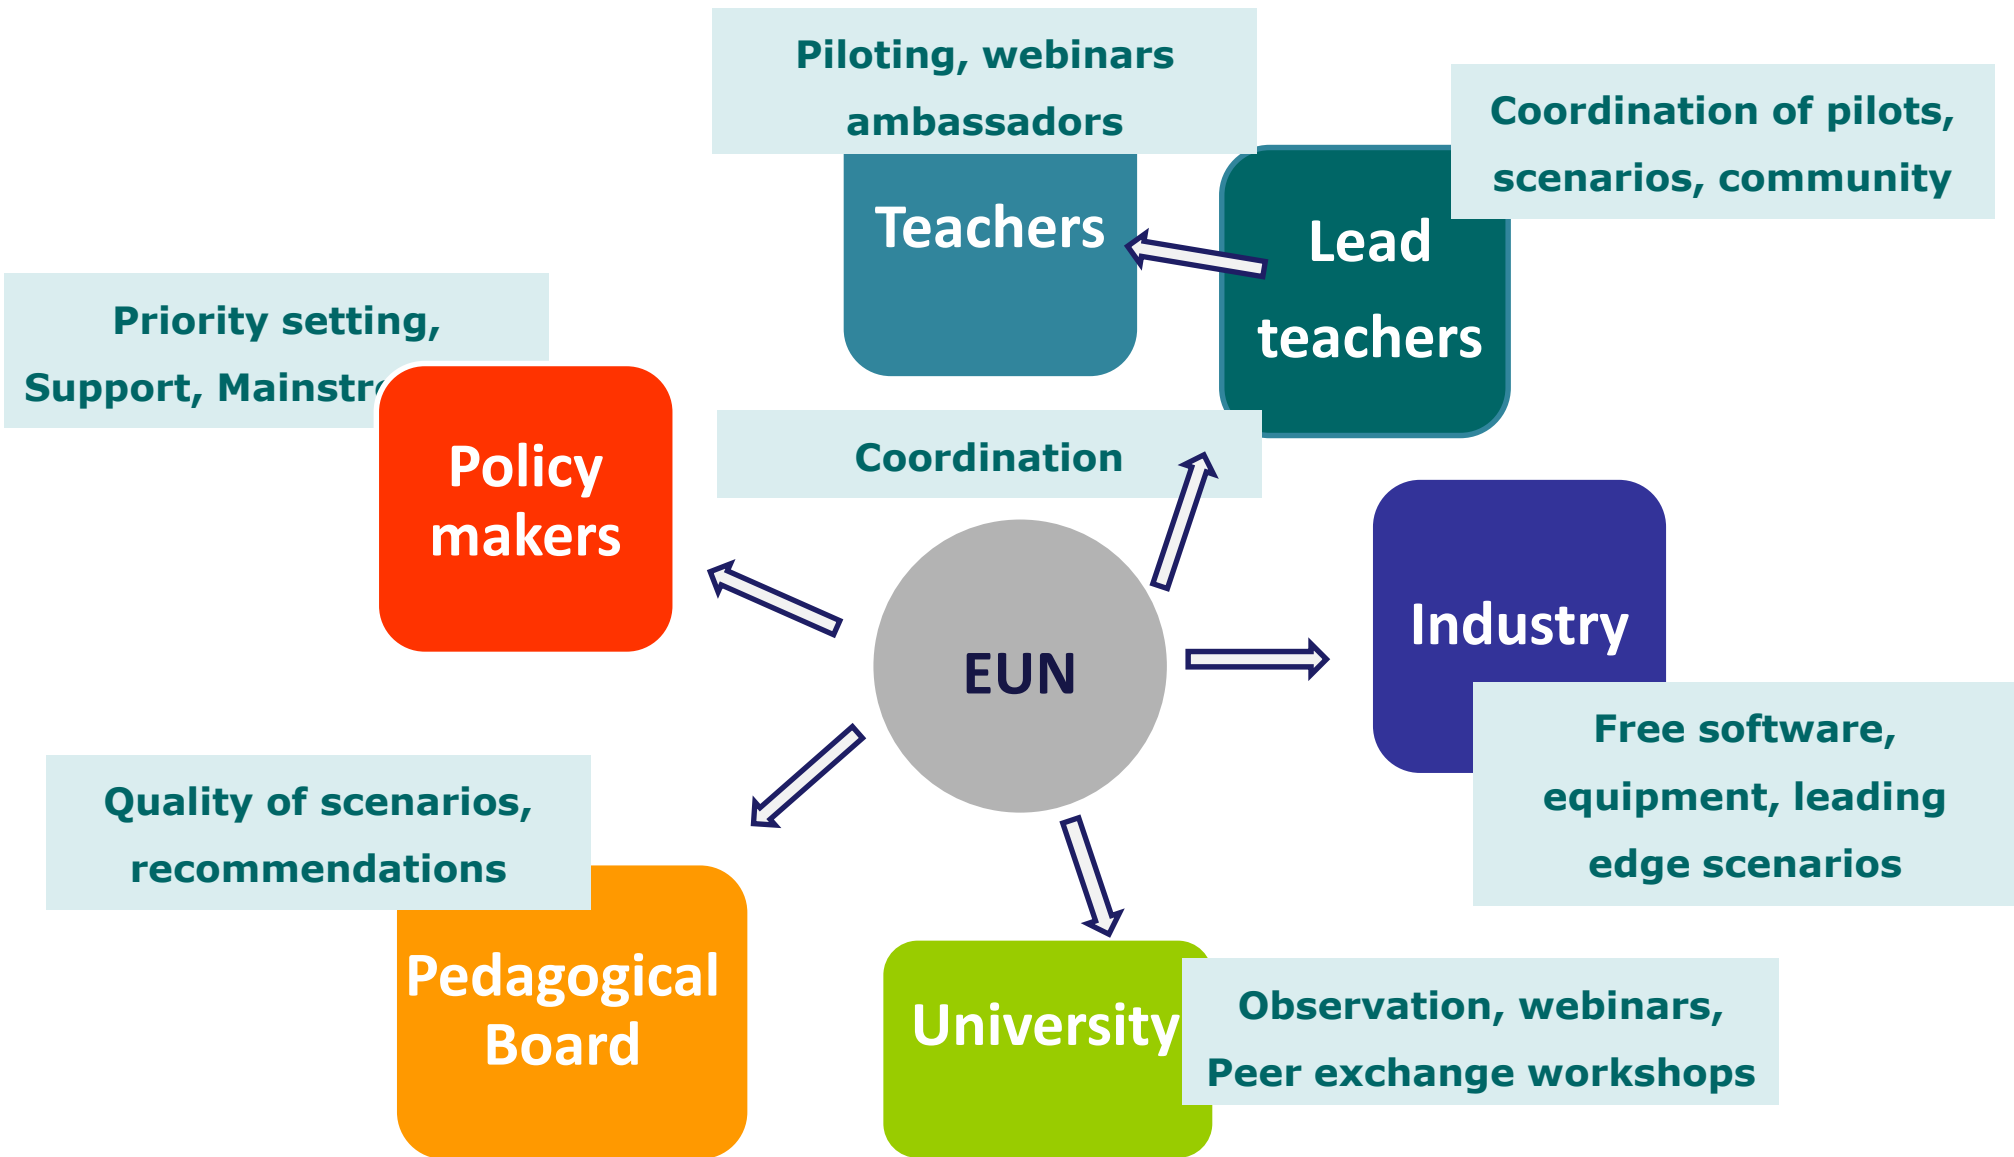 Piloting, webinars
ambassadors
Teachers
Coordination of pilots,
scenarios, community
Lead
teachers
Priority setting,
Support,
Policy
makers
Coordination
EUN
Industry
Free software,
equipment, leading
edge scenarios
Quality of scenarios,
recommendations
Pedagogical
Board
University
Observation, webinars,
Peer exchange workshops